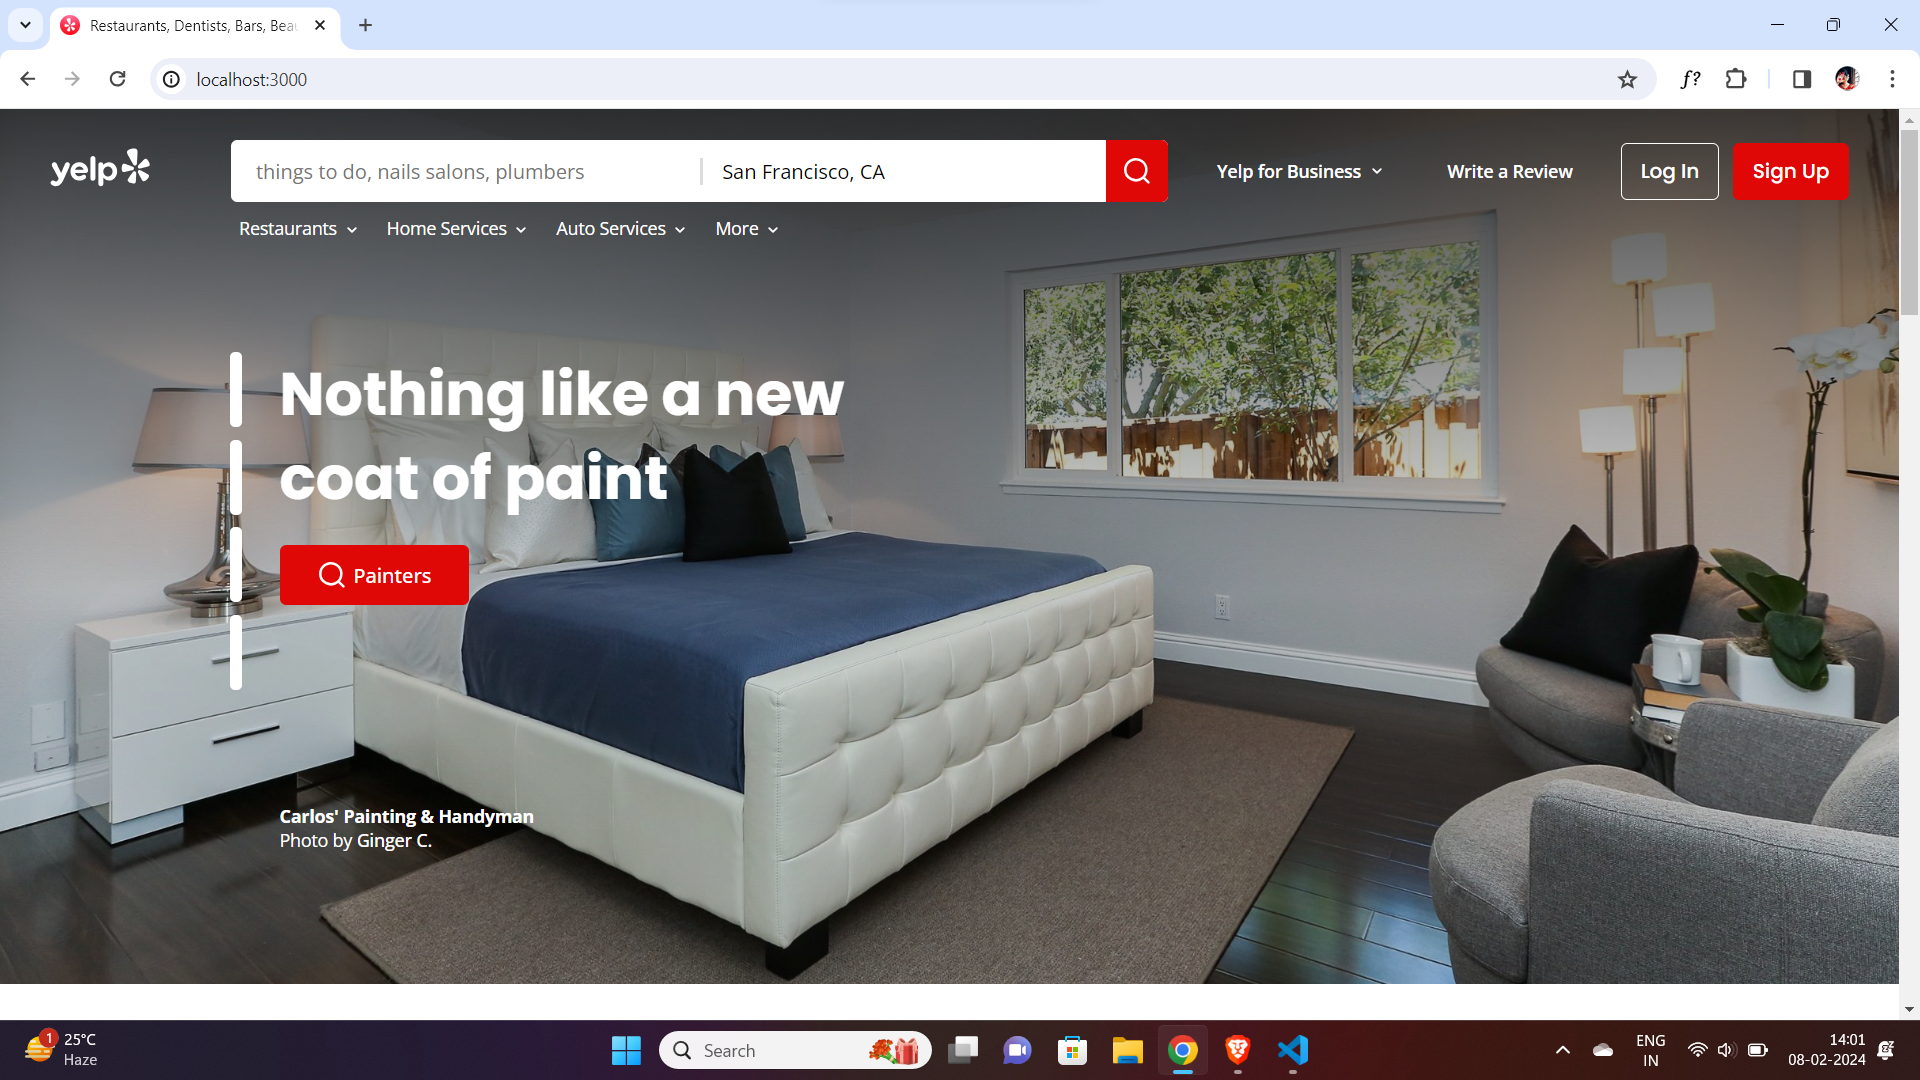 Restaurants, Dentists, Bars, Beau
localhost:3000
f?
yelp
things to do, nails salons, plumbers
San Francisco, CA
Yelp for Business
Write a Review
Log In
Sign Up
Restaurants
Home Services
Auto Services
More
Nothing like a new
coat of paint
Painters
Carlos' Painting & Handyman
Photo by Ginger C.
1
25°C
Haze
Search
ENG
IN
14:01
08-02-2024